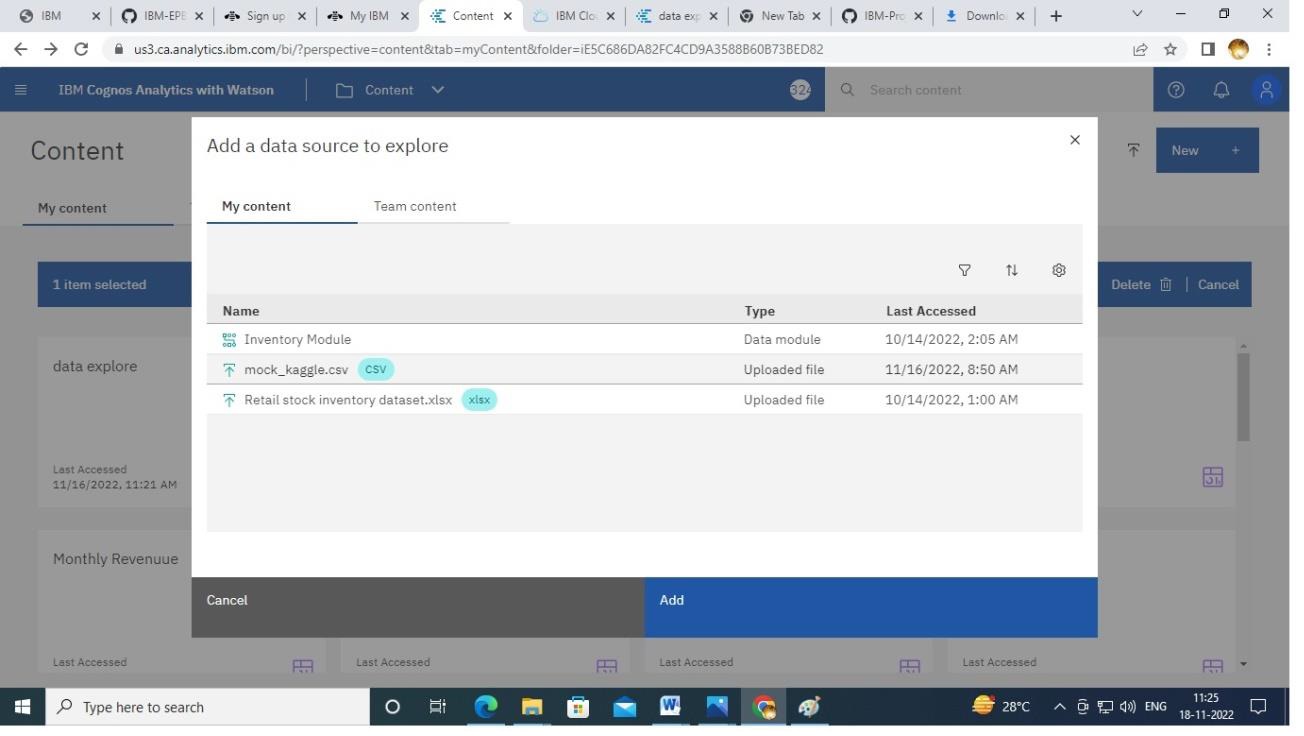 IBM
IBM-EPB
Sign up
My IBM
Content
IBM Clo
data exp
New Tab
IBM-Pro
Downlo
us3.ca.analytics.ibm.com/bi/?perspective=content&tab=myContent&folder=iE5C686DA82FC4CD9A3588B60B73BED82
IBM Cognos Analytics with Watson
Content
324
Search content
Content
New +
My content
Add a data source to explore
My content
Team content
1 item selected
Delete
Cancel
Name Type Last Accessed
Inventory Module Data module 10/14/2022, 2:05 AM
mock_kaggle.csv CSV Uploaded file 11/16/2022, 8:50 AM
Retail stock inventory dataset.xlsx xlsx Uploaded file 10/14/2022, 1:00 AM
data explore
Last Accessed
11/16/2022, 11:21 AM
Monthly Revenuue
Cancel
Add
Last Accessed
Last Accessed
Last Accessed
Last Accessed
Type here to search
28°C
ENG
11:25
18-11-2022